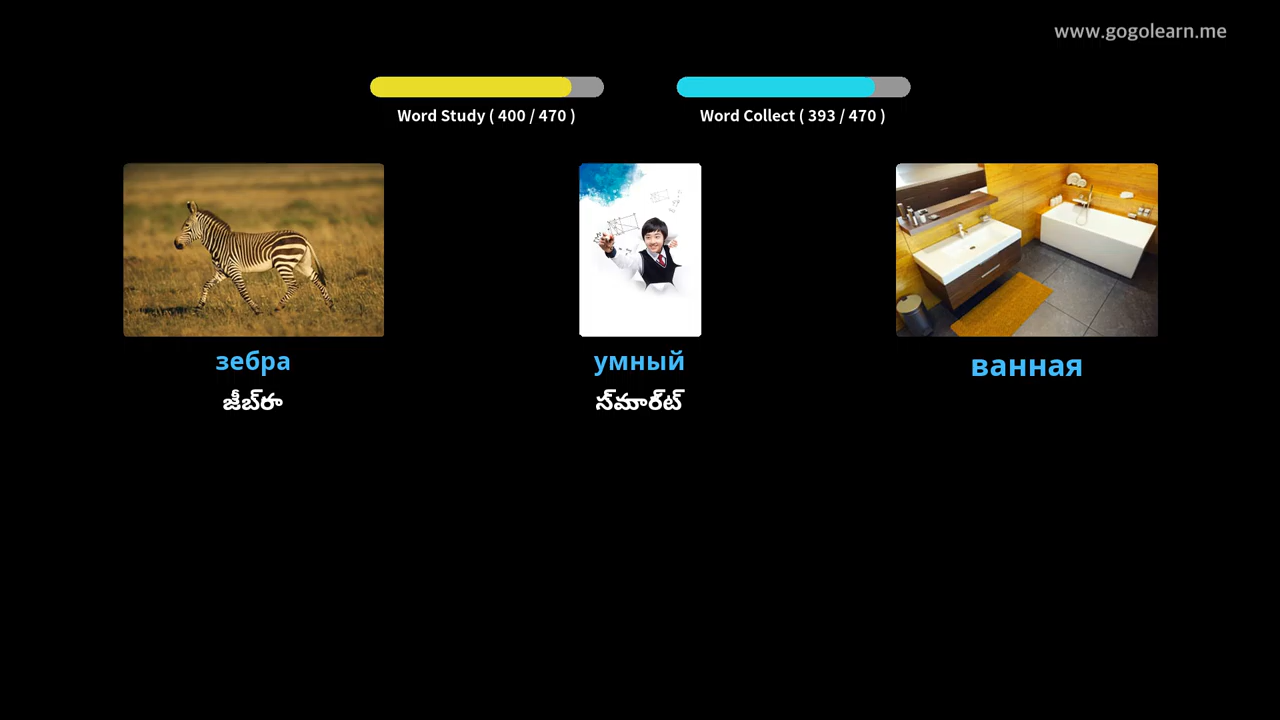 www.gogolearn.me
Word Study ( 400 / 470 )
Word Collect ( 393 / 470 )
зебра
умный
ванная
జీబ్‌రా
స్‌మార్‌ట్